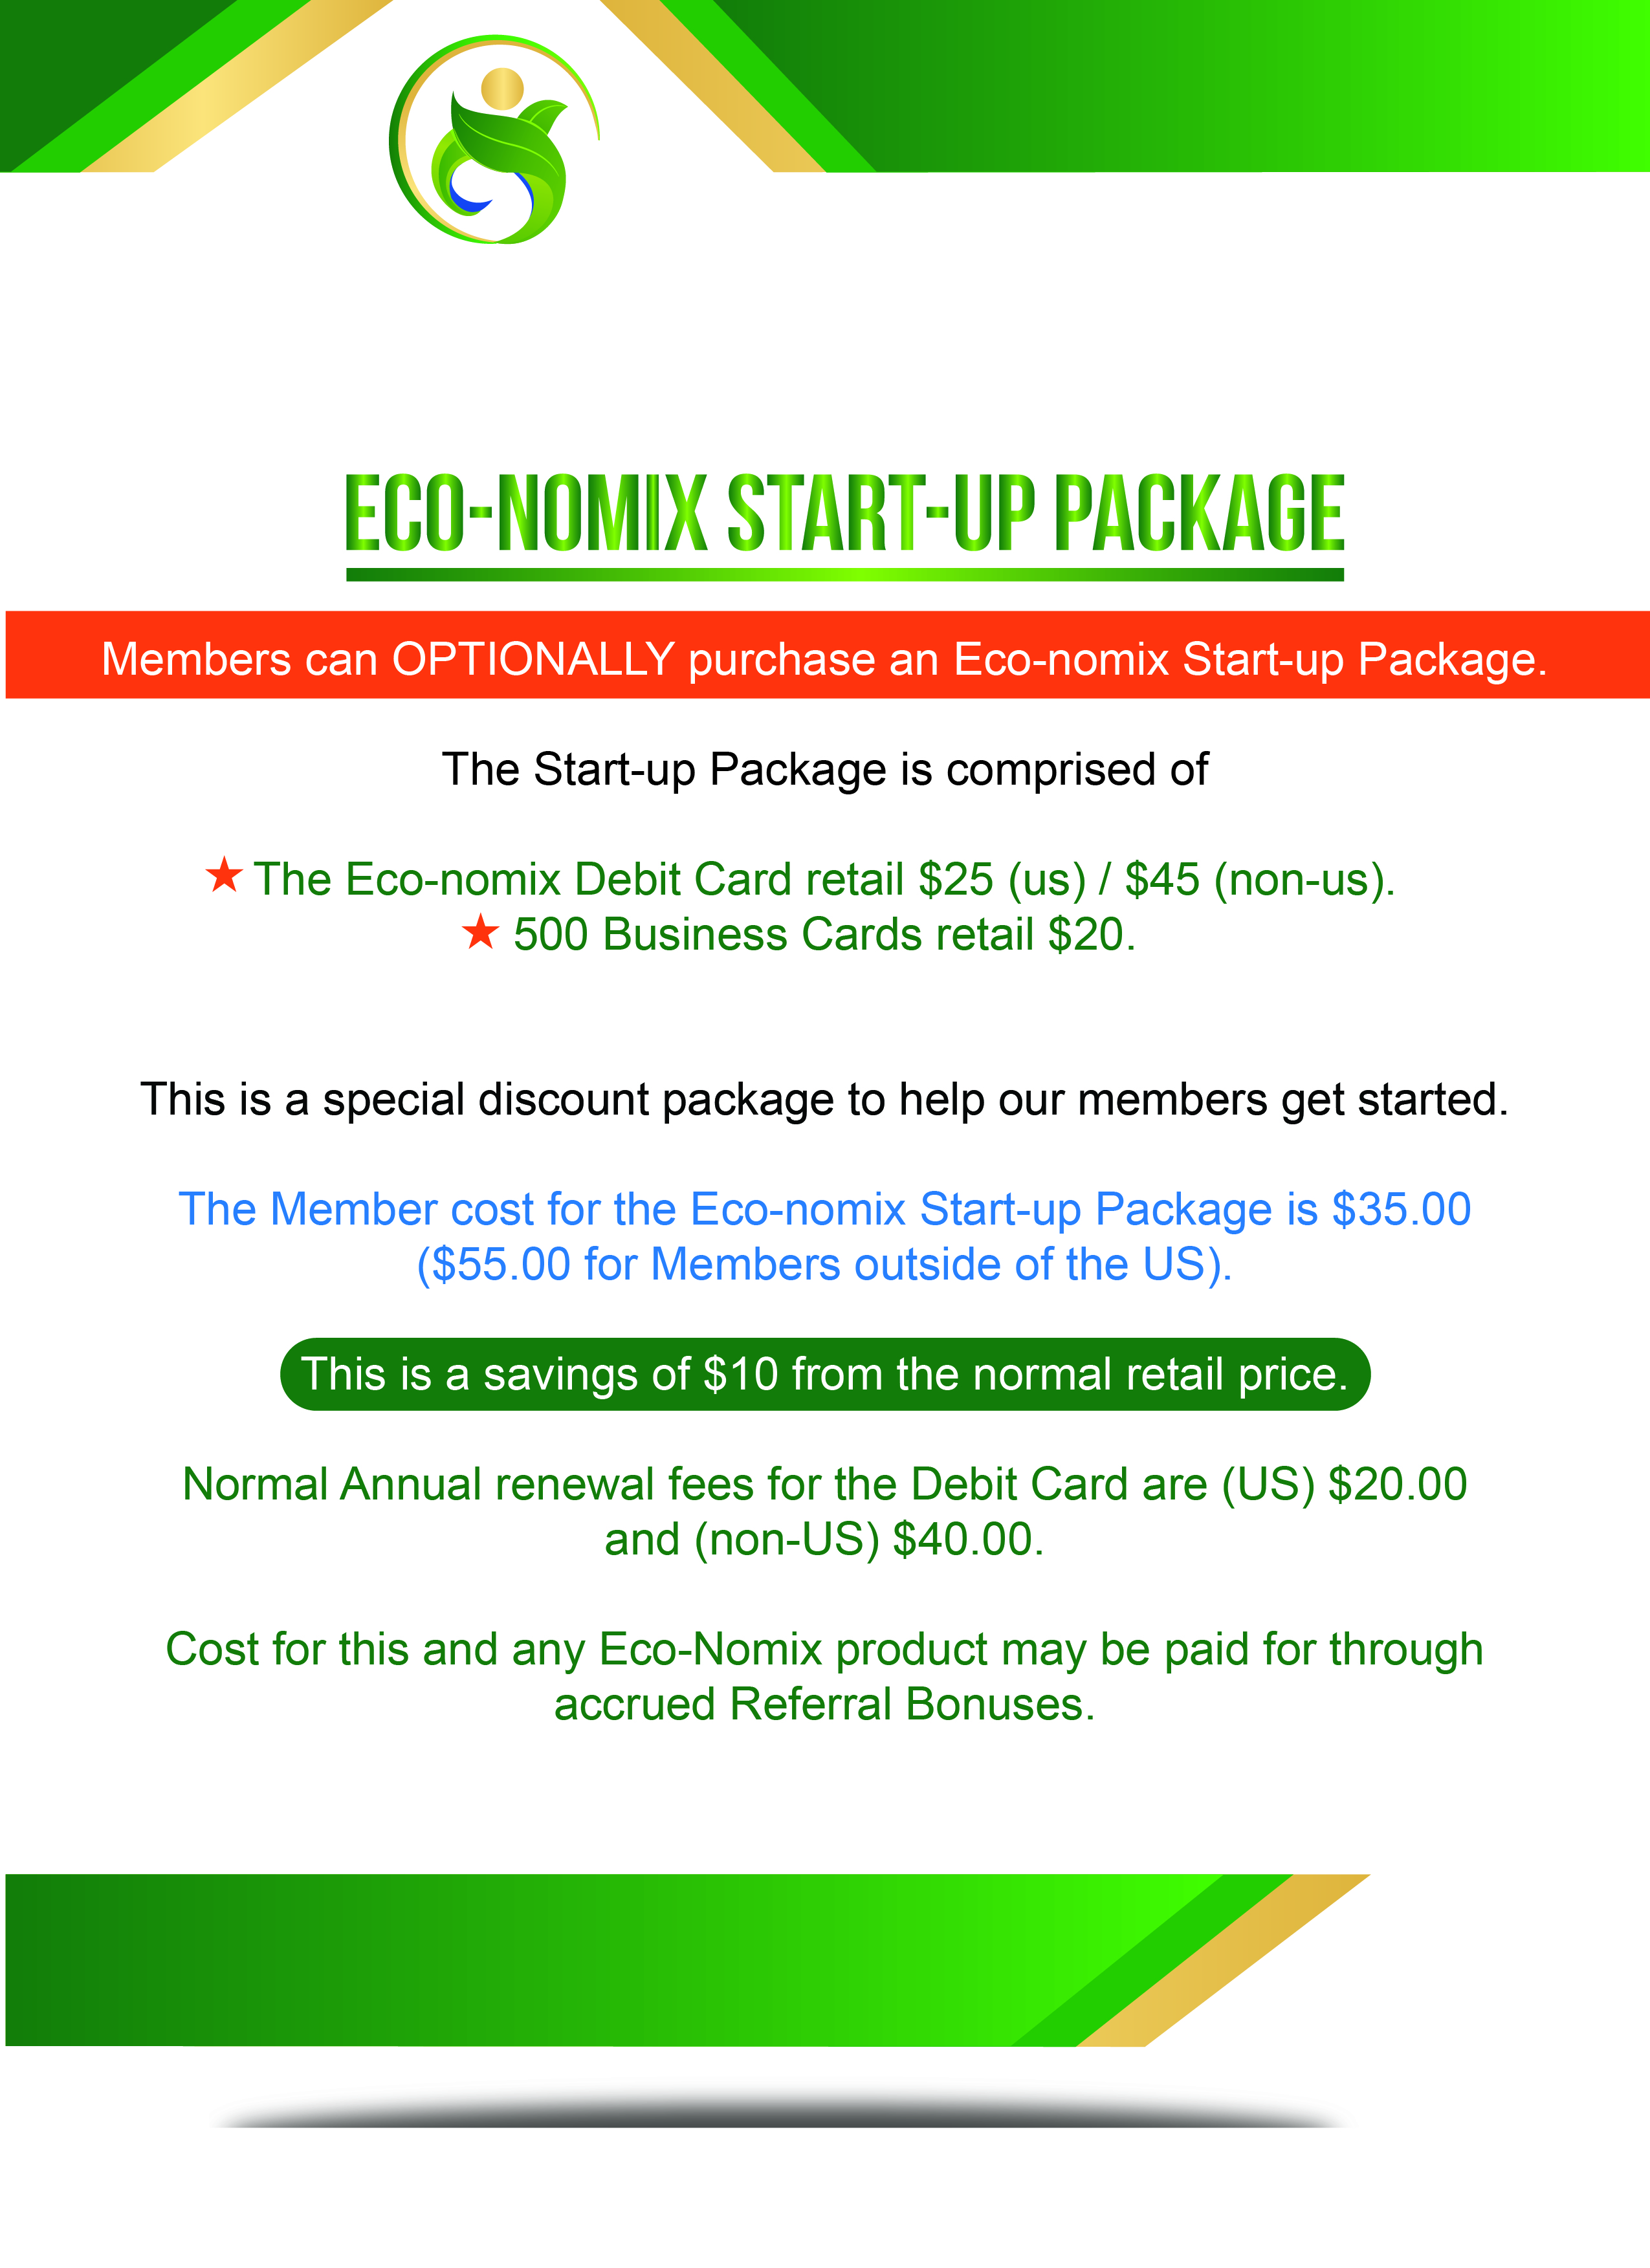 ECO-NOMIX START-UP PACKAGE
Members can OPTIONALLY purchase an Eco-nomix Start-up Package.
The Start-up Package is comprised of
★ The Eco-nomix Debit Card retail $25 (us) / $45 (non-us).
★ 500 Business Cards retail $20.
This is a special discount package to help our members get started.
The Member cost for the Eco-nomix Start-up Package is $35.00
($55.00 for Members outside of the US).
This is a savings of $10 from the normal retail price.
Normal Annual renewal fees for the Debit Card are (US) $20.00
and (non-US) $40.00.
Cost for this and any Eco-Nomix product may be paid for through
accrued Referral Bonuses.